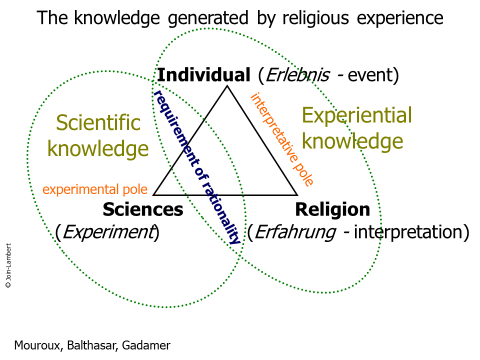 The knowledge generated by religious experience
Individual (Erlebnis - event)
Scientific
knowledge
Experiential
knowledge
requirement of rationality
interpretative pole
experimental pole
Sciences
(Experiment)
Religion
(Erfahrung - interpretation)
© Join-Lambert
Mouroux, Balthasar, Gadamer